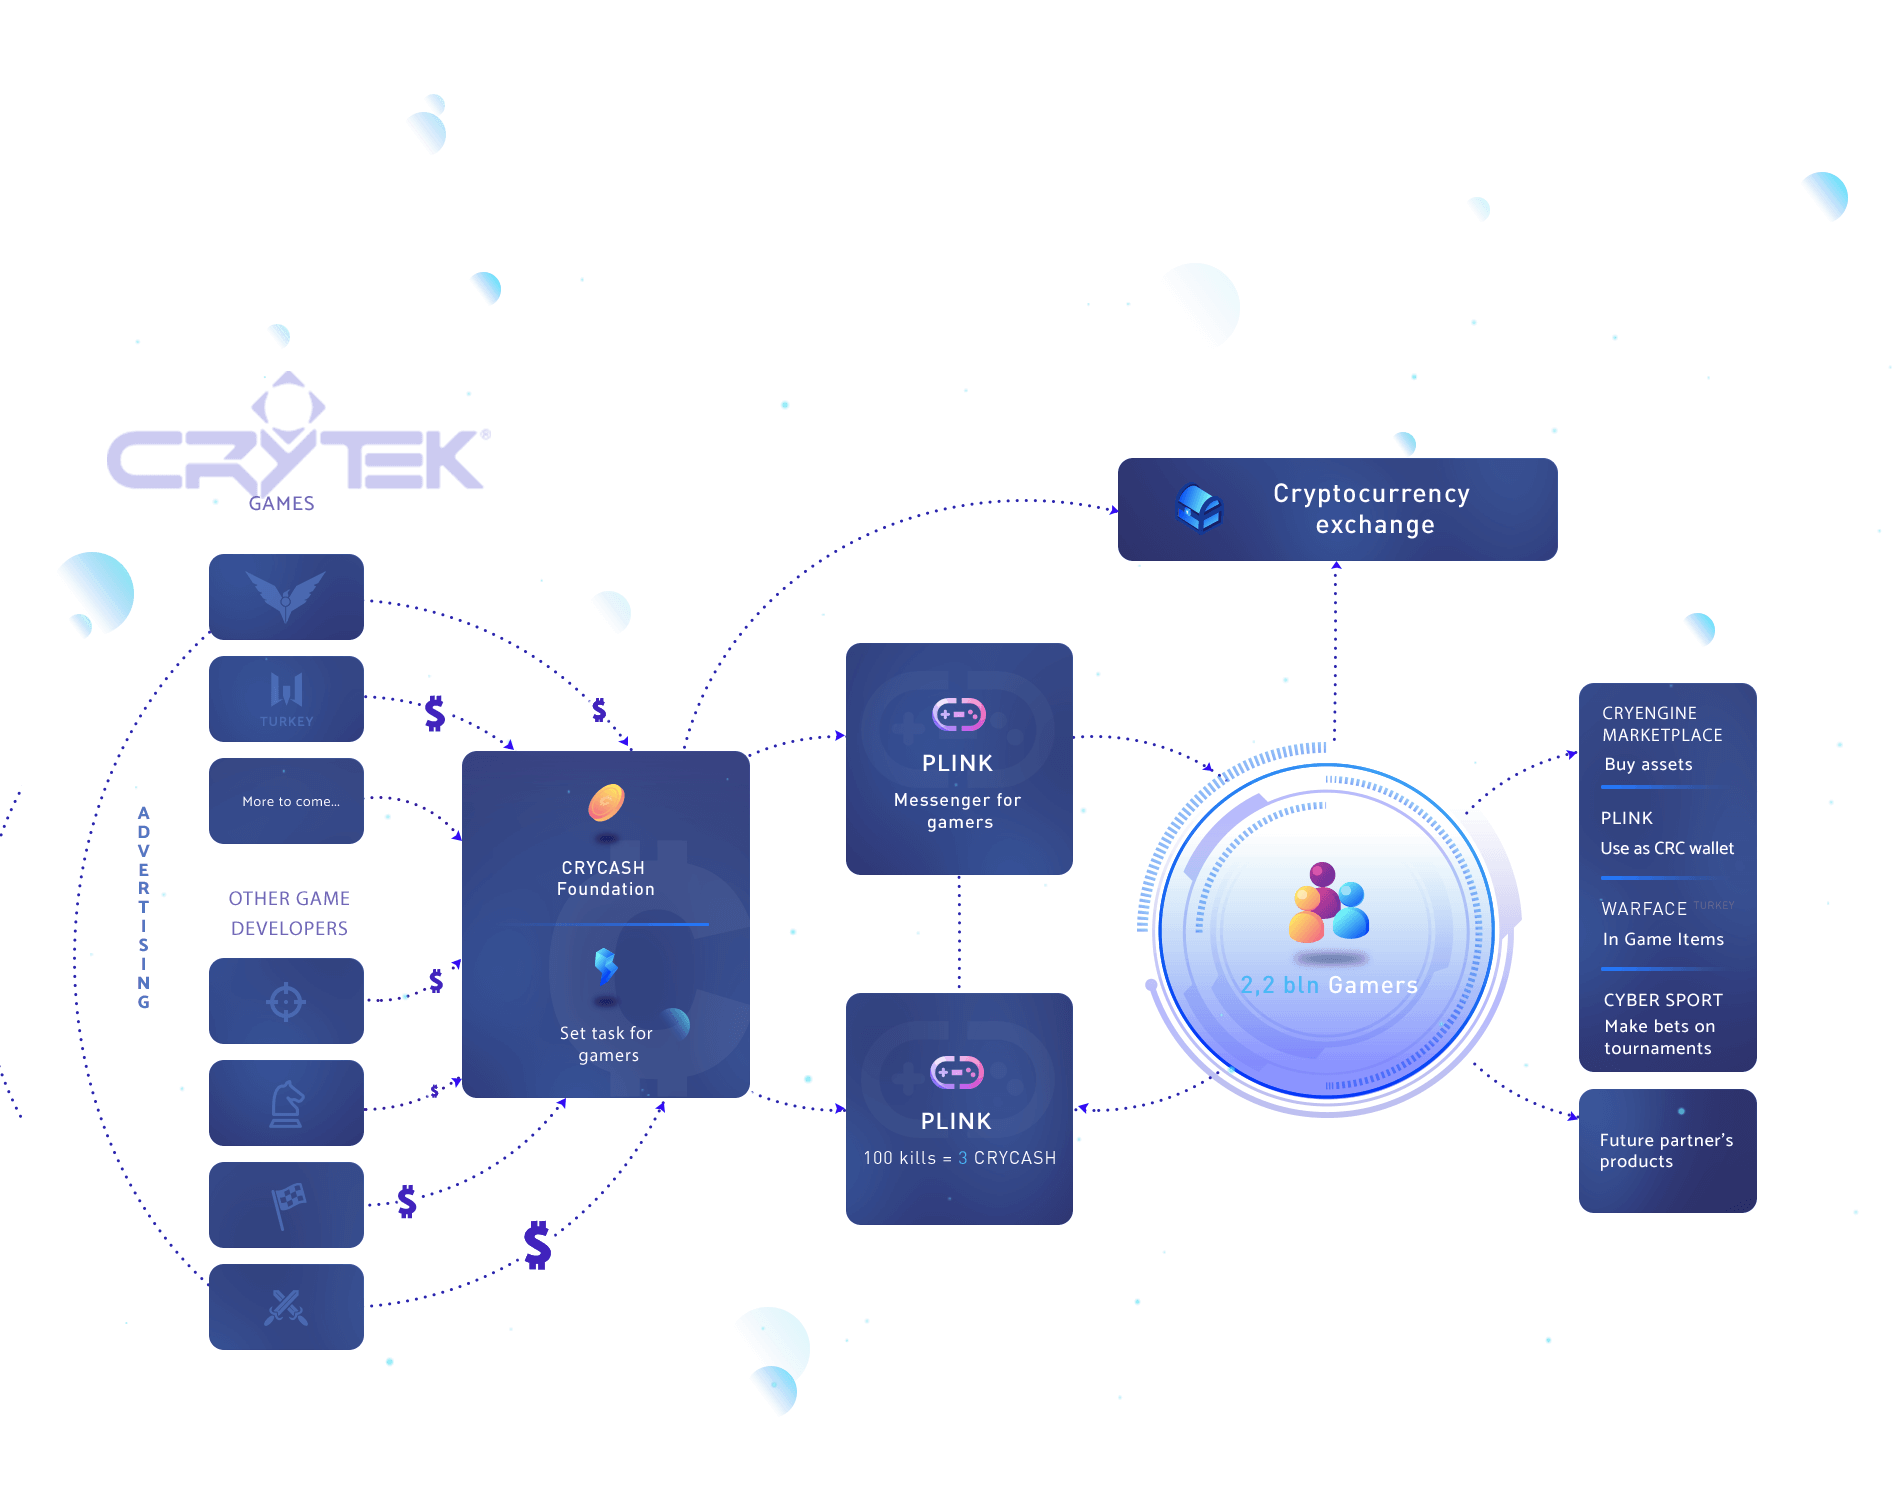 CRYTEK®
GAMES
TURKEY
More to come...
ADVERTISING
OTHER GAME
DEVELOPERS
CRYCASH
Foundation
Set task for
gamers
PLINK
Messenger for
gamers
PLINK
100 kills = 3 CRYCASH
Cryptocurrency
exchange
2,2 bln Gamers
CRYENGINE
MARKETPLACE
Buy assets
PLINK
Use as CRC wallet
WARFACE TURKEY
In Game Items
CYBER SPORT
Make bets on
tournaments
Future partner's
products